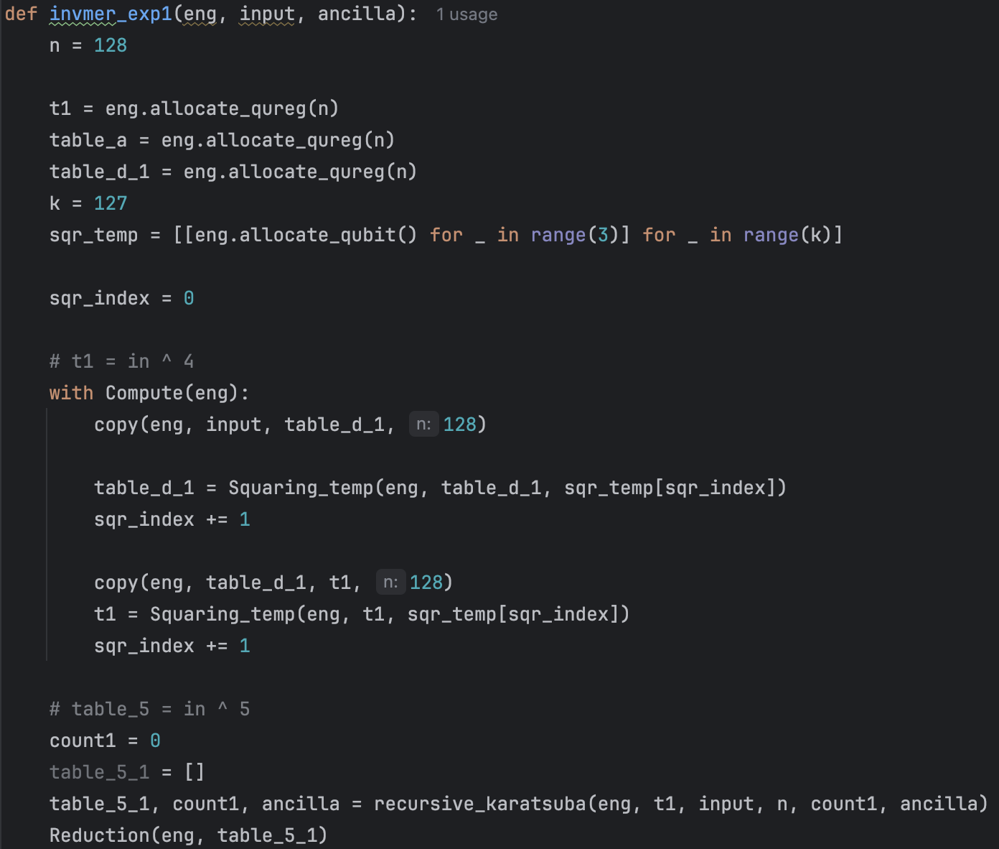 def invmer_exp1(eng, input, ancilla):  1 usage
    n = 128

    t1 = eng.allocate_qureg(n)
    table_a = eng.allocate_qureg(n)
    table_d_1 = eng.allocate_qureg(n)
    k = 127
    sqr_temp = [[eng.allocate_qubit() for _ in range(3)] for _ in range(k)]

    sqr_index = 0

    # t1 = in ^ 4
    with Compute(eng):
        copy(eng, input, table_d_1, n: 128)

        table_d_1 = Squaring_temp(eng, table_d_1, sqr_temp[sqr_index])
        sqr_index += 1

        copy(eng, table_d_1, t1, n: 128)
        t1 = Squaring_temp(eng, t1, sqr_temp[sqr_index])
        sqr_index += 1

    # table_5 = in ^ 5
    count1 = 0
    table_5_1 = []
    table_5_1, count1, ancilla = recursive_karatsuba(eng, t1, input, n, count1, ancilla)
    Reduction(eng, table_5_1)